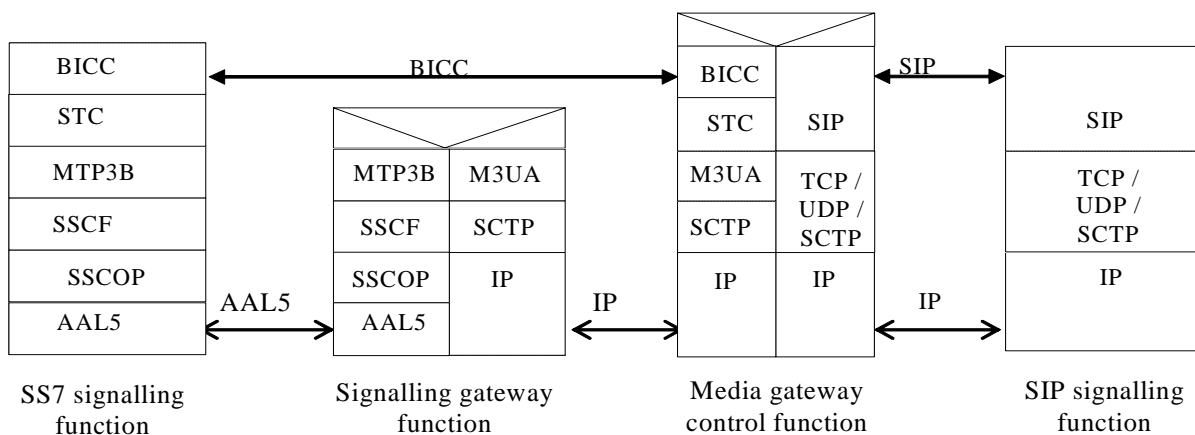 BICC
STC
MTP3B
SSCF
SSCOP
AAL5
SS7 signalling
function
BICC
AAL5
MTP3B
SSCF
SSCOP
AAL5
M3UA
SCTP
IP
Signalling gateway
function
IP
BICC
STC
M3UA
SCTP
IP
SIP
TCP /
UDP /
SCTP
IP
Media gateway
control function
SIP
IP
SIP
TCP /
UDP /
SCTP
IP
SIP signalling
function